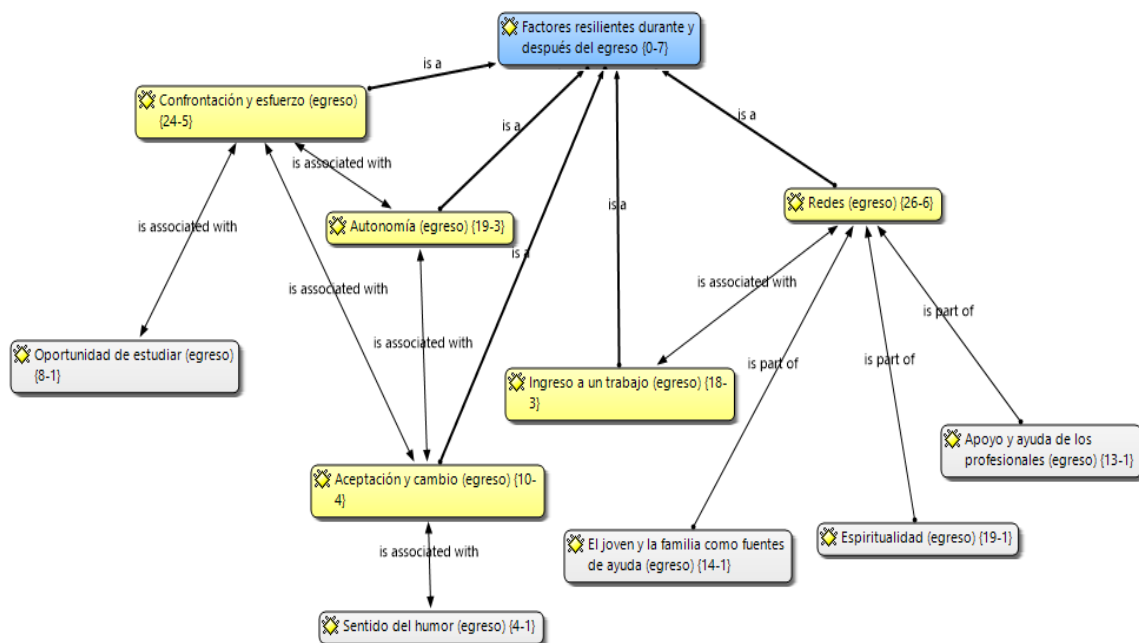 Factores resilientes durante y
después del egreso {0-7}
is a
Confrontación y esfuerzo (egreso)
{24-5}
is a
is a
is associated with
Redes (egreso) {26-6}
is a
Autonomía (egreso) {19-3}
is associated with
is a
is associated with
is associated with
is part of
is associated with
Oportunidad de estudiar (egreso)
{8-1}
is part of
is part of
Ingreso a un trabajo (egreso) {18-
3}
Apoyo y ayuda de los
profesionales (egreso) {13-1}
Aceptación y cambio (egreso) {10-
4}
El joven y la familia como fuentes
de ayuda (egreso) {14-1}
Espiritualidad (egreso) {19-1}
is associated with
Sentido del humor (egreso) {4-1}